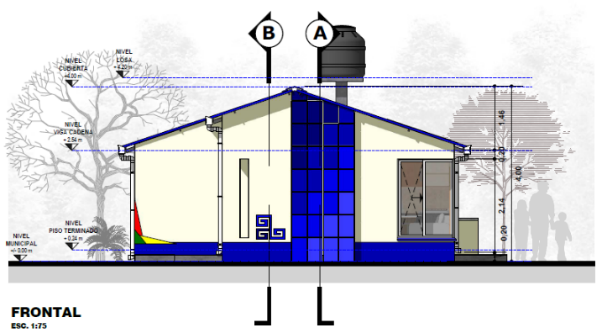 B
A
NIVEL
LOSA
+ 4.20 m
NIVEL
CUBIERTA
+4.00 m
NIVEL
VIGA CADENA
+ 2.54 m
NIVEL
PISO TERMINADO
+ 0.24 m
NIVEL
MUNICIPAL
+/- 0.00 m
1,46
0,20
4,00
2,14
0,20
FRONTAL
ESC. 1:75